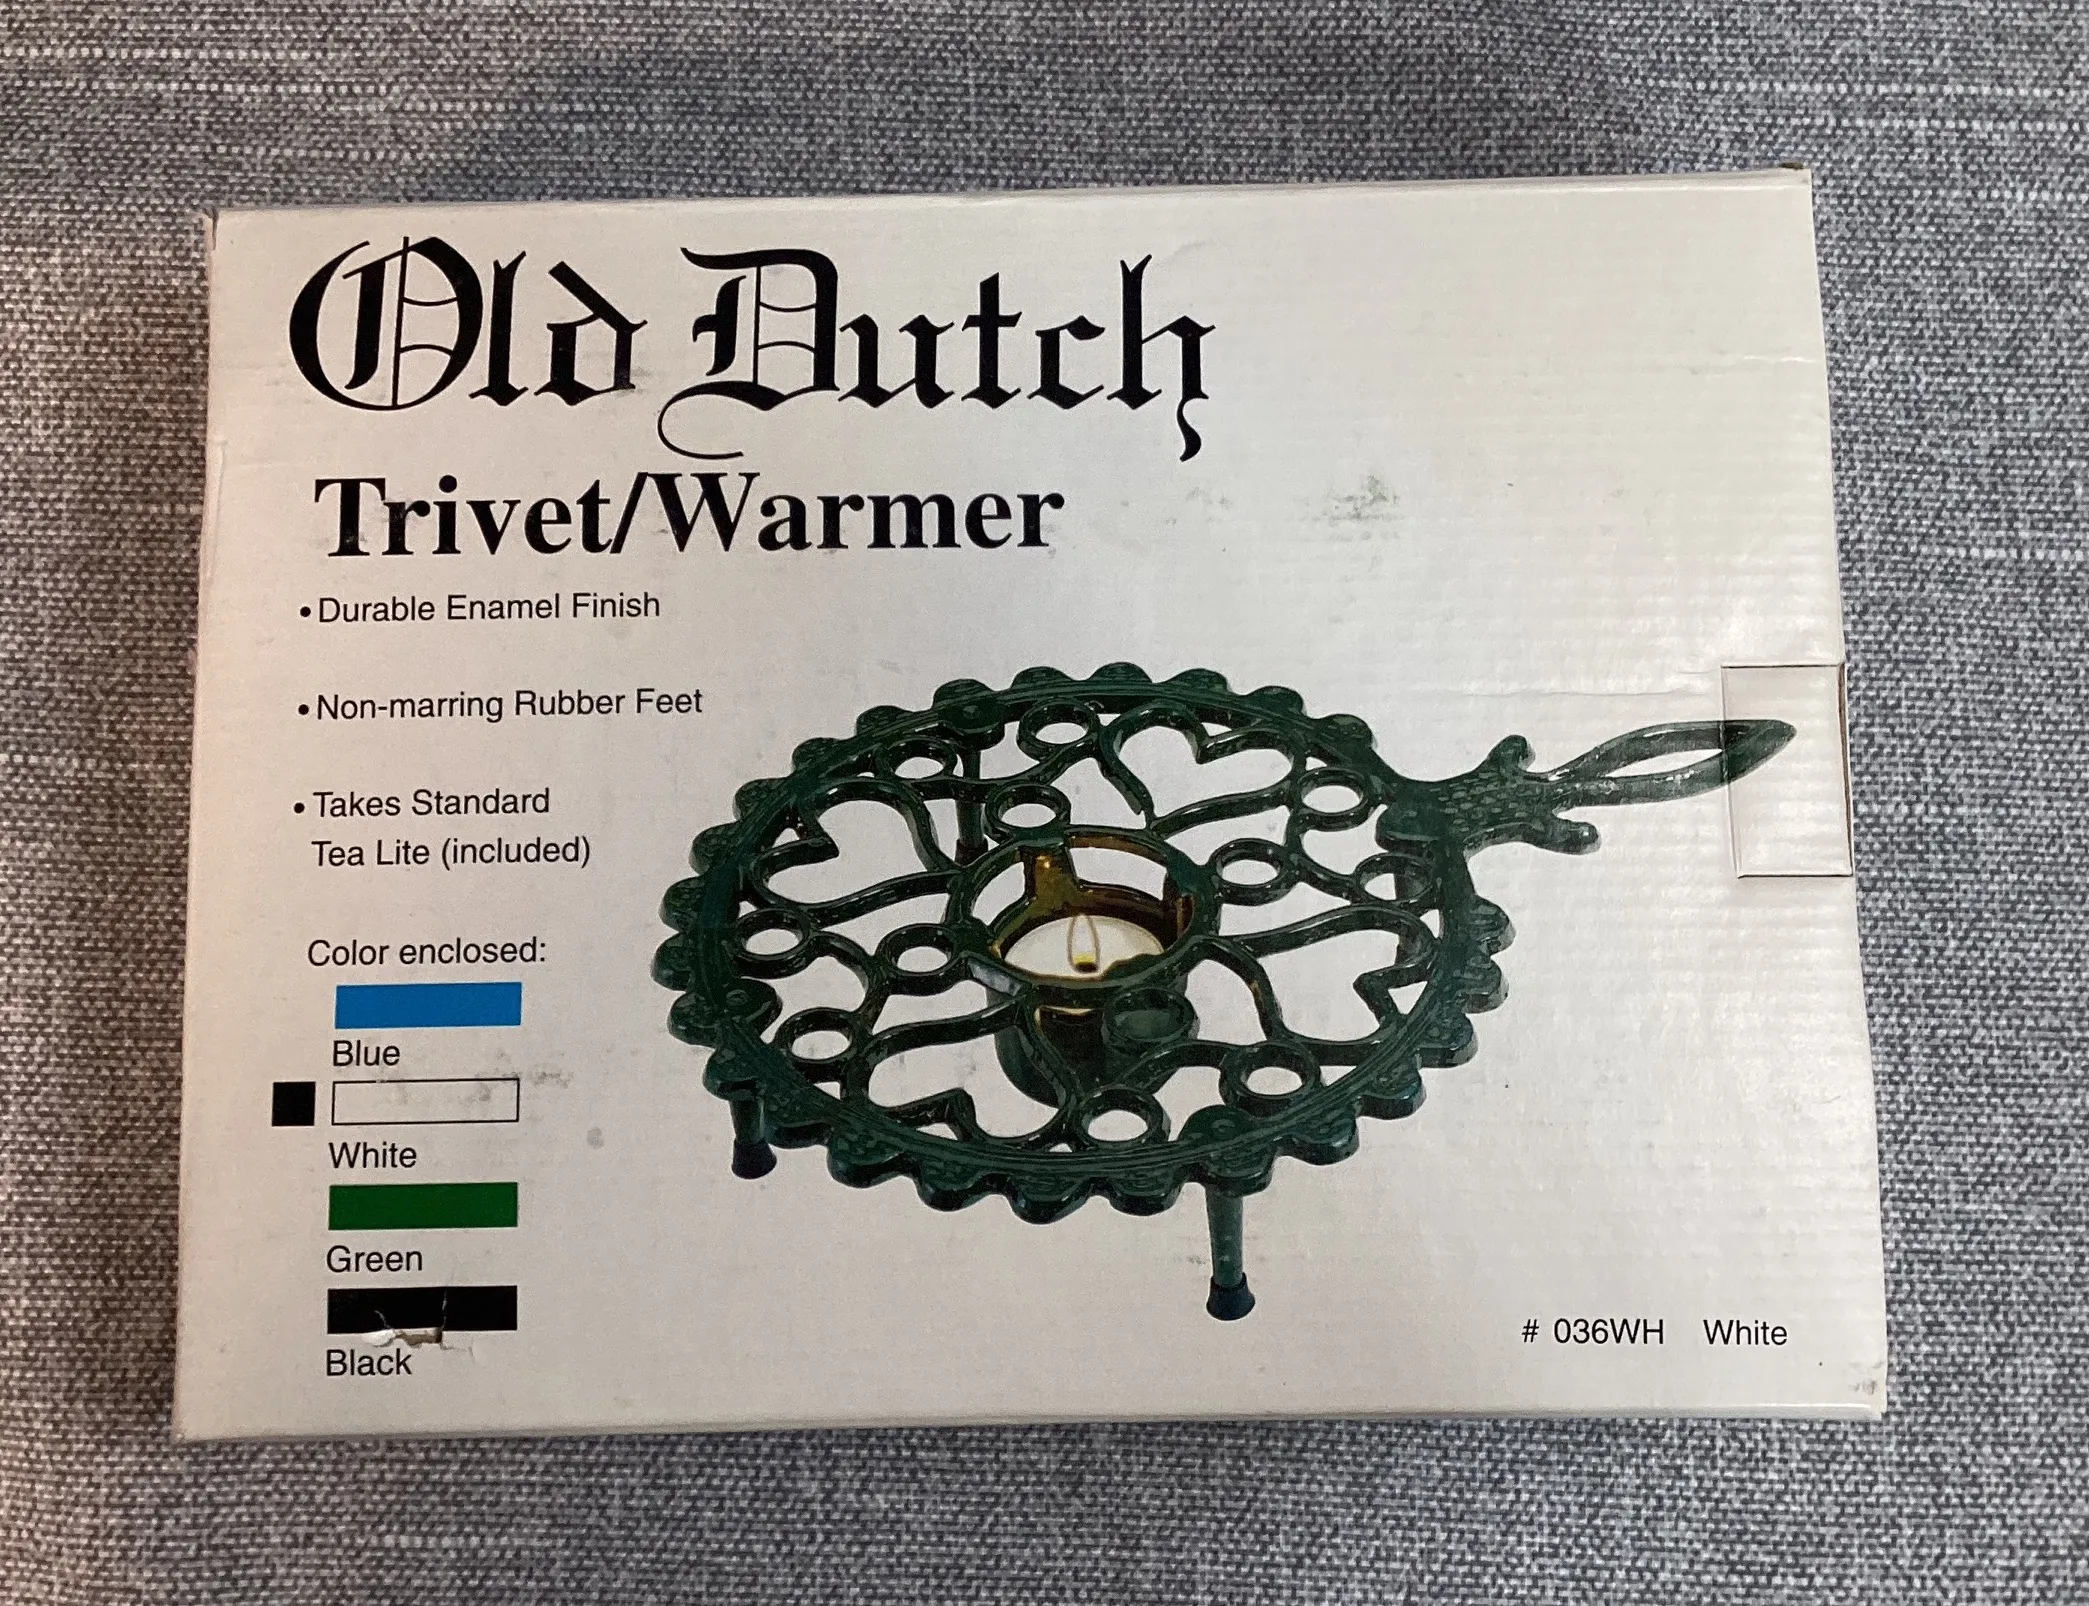 Old Dutch
Trivet/Warmer
• Durable Enamel Finish
• Non-marring Rubber Feet
• Takes Standard
Tea Lite (included)
Color enclosed:
Blue
White
Green
Black
# 036WH White